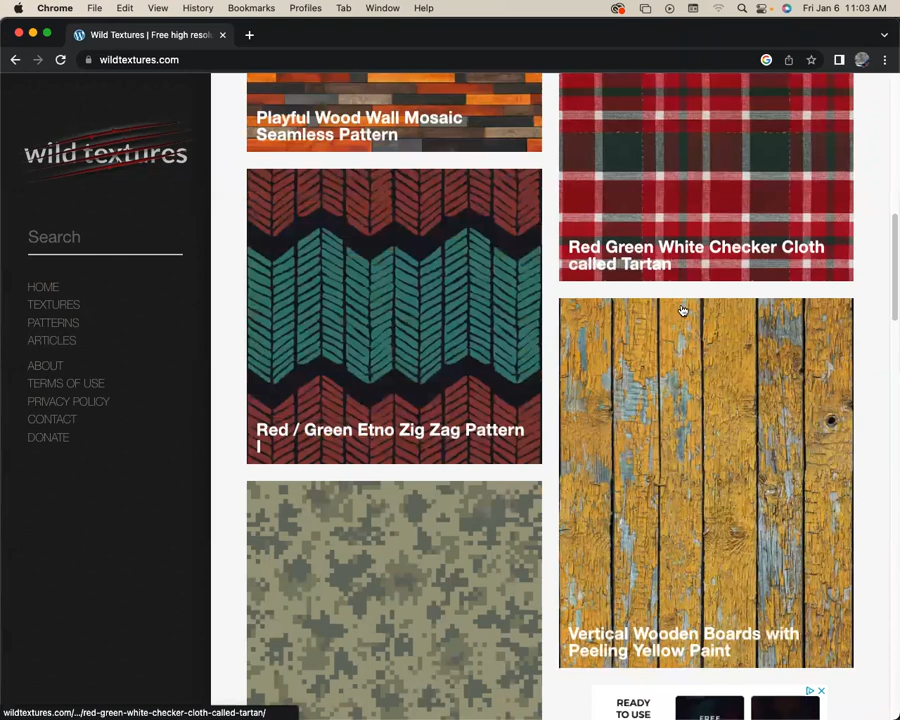 Chrome File Edit View History Bookmarks Profiles Tab Window Help Fri Jan 6 11:03 AM
Wild Textures | Free high resol
wildtextures.com
wild textures
Search
HOME
TEXTURES
PATTERNS
ARTICLES
ABOUT
TERMS OF USE
PRIVACY POLICY
CONTACT
DONATE
Playful Wood Wall Mosaic
Seamless Pattern
Red Green White Checker Cloth
called Tartan
Red / Green Etno Zig Zag Pattern
I
Vertical Wooden Boards with
Peeling Yellow Paint
READY
TO USE
FREE
wildtextures.com/.../red-green-white-checker-cloth-called-tartan/